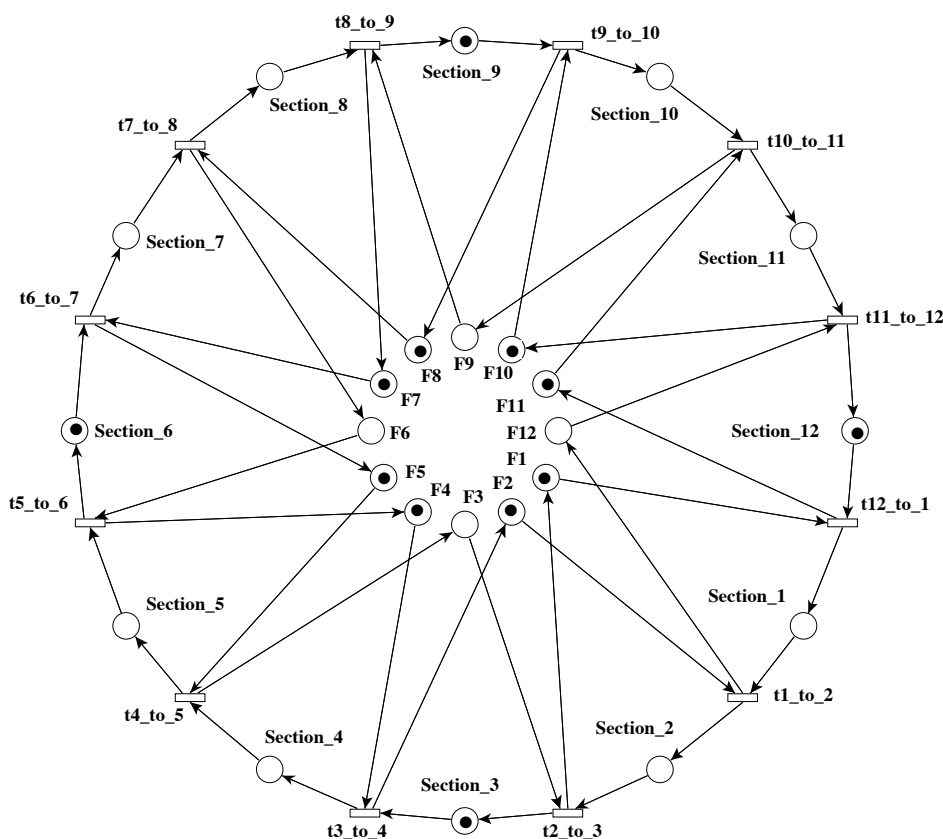 t8_to_9
t9_to_10
Section_9
Section_8
Section_10
t7_to_8
t10_to_11
Section_7
Section_11
t6_to_7
t11_to_12
F9
F8
F10
F7
F11
Section_6
F6
F12
Section_12
F5
F1
F4
F3
F2
t5_to_6
t12_to_1
Section_5
Section_1
t4_to_5
t1_to_2
Section_4
Section_2
Section_3
t3_to_4
t2_to_3